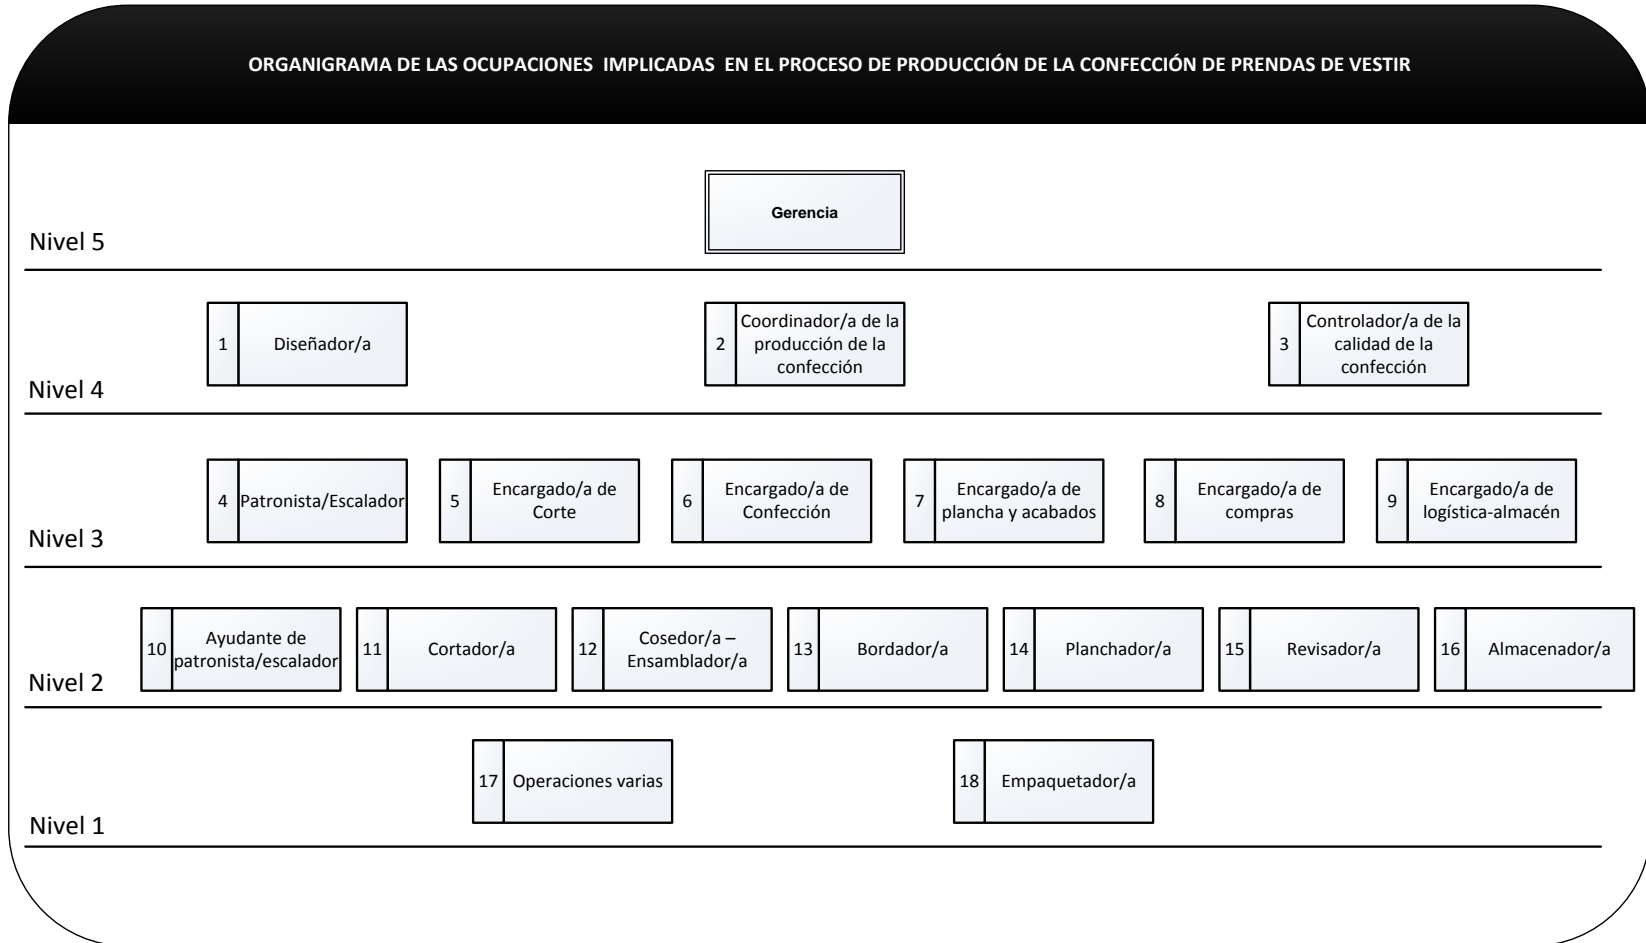 ORGANIGRAMA DE LAS OCUPACIONES IMPLICADAS EN EL PROCESO DE PRODUCCIÓN DE LA CONFECCIÓN DE PRENDAS DE VESTIR
Gerencia
Nivel 5
1
Diseñador/a
2
Coordinador/a de la
producción de la
confección
3
Controlador/a de la
calidad de la
confección
Nivel 4
4
Patronista/Escalador
5
Encargado/a de
Corte
6
Encargado/a de
Confección
7
Encargado/a de
plancha y acabados
8
Encargado/a de
compras
9
Encargado/a de
logística-almacén
Nivel 3
10
Ayudante de
patronista/escalador
11
Cortador/a
12
Cosedor/a –
Ensamblador/a
13
Bordador/a
14
Planchador/a
15
Revisador/a
16
Almacenador/a
Nivel 2
17
Operaciones varias
18
Empaquetador/a
Nivel 1